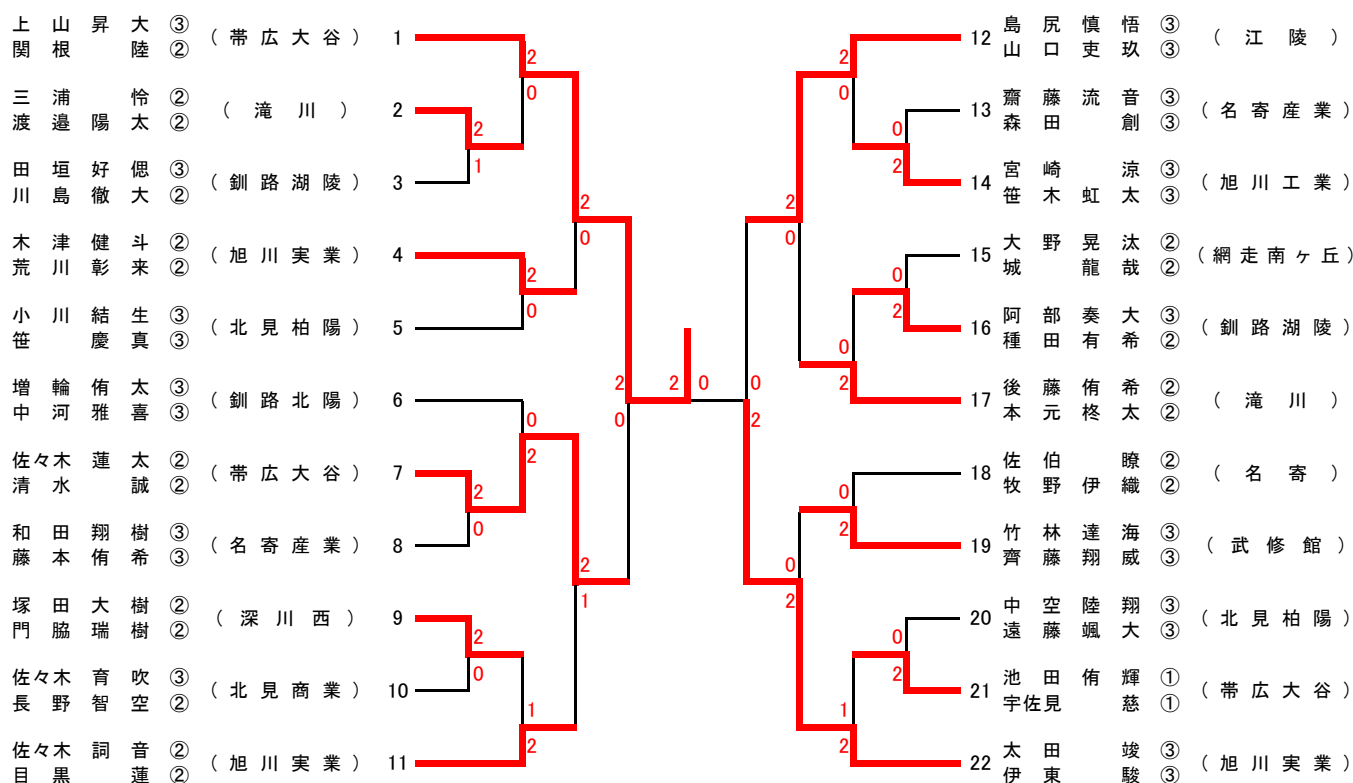 上山昇大③
関根陸②
(帯広大谷) 1
三浦怜②
渡邉陽太②
(滝川) 2
田垣好偲③
川島徹大②
(釧路湖陵) 3
木津健斗②
荒川彰来②
(旭川実業) 4
小川結生③
笹慶真③
(北見柏陽) 5
増輪侑太③
中河雅喜③
(釧路北陽) 6
佐々木蓮太②
清水誠②
(帯広大谷) 7
和田翔樹③
藤本侑希③
(名寄産業) 8
塚田大樹②
門脇瑞樹②
(深川西) 9
佐々木育吹③
長野智空②
(北見商業) 10
佐々木詞音②
目黒蓮②
(旭川実業) 11
2
0
2
1
2
0
2
0
0
2
2
0
2
1
2
0
1
2
2
0
2 0
12 島尻慎悟③
山口吏玖③
(江陵)
13 齋藤流音③
森田創③
(名寄産業)
14 宮崎涼③
笹木虹太③
(旭川工業)
15 大野晃汰②
城龍哉②
(網走南ヶ丘)
16 阿部奏大③
種田有希②
(釧路湖陵)
17 後藤侑希②
本元柊太②
(滝川)
18 佐伯瞭②
牧野伊織②
(名寄)
19 竹林達海③
齊藤翔威③
(武修館)
20 中空陸翔③
遠藤颯大③
(北見柏陽)
21 池田侑輝①
宇佐見慈①
(帯広大谷)
22 太田竣③
伊東駿③
(旭川実業)
2
0
0
2
2
0
0
2
0
2
0
2
0
2
0
2
0
2
1
2